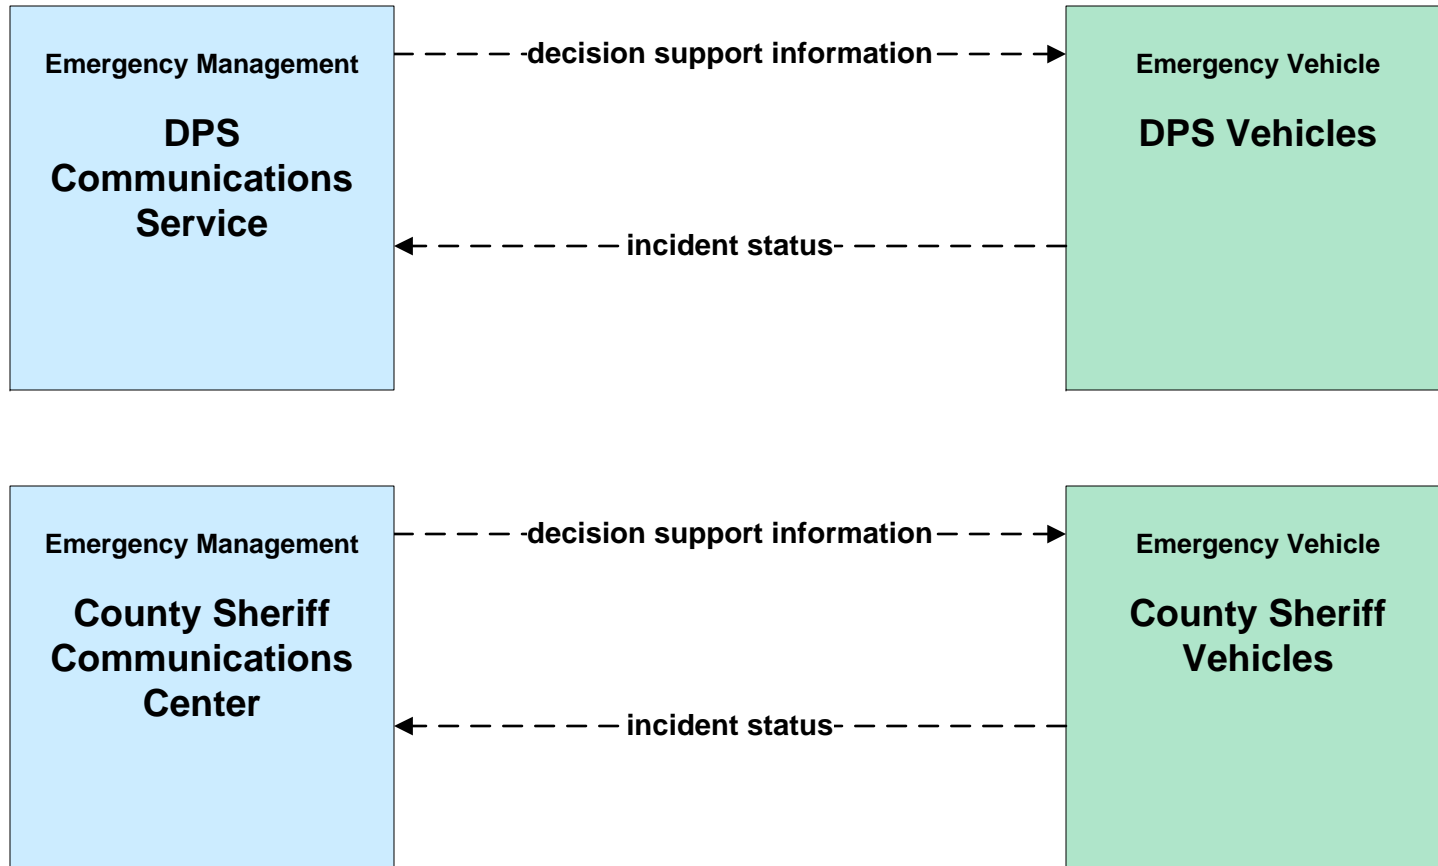 Emergency Management
DPS
Communications
Service
decision support information
incident status
Emergency Vehicle
DPS Vehicles
Emergency Management
County Sheriff
Communications
Center
decision support information
incident status
Emergency Vehicle
County Sheriff
Vehicles